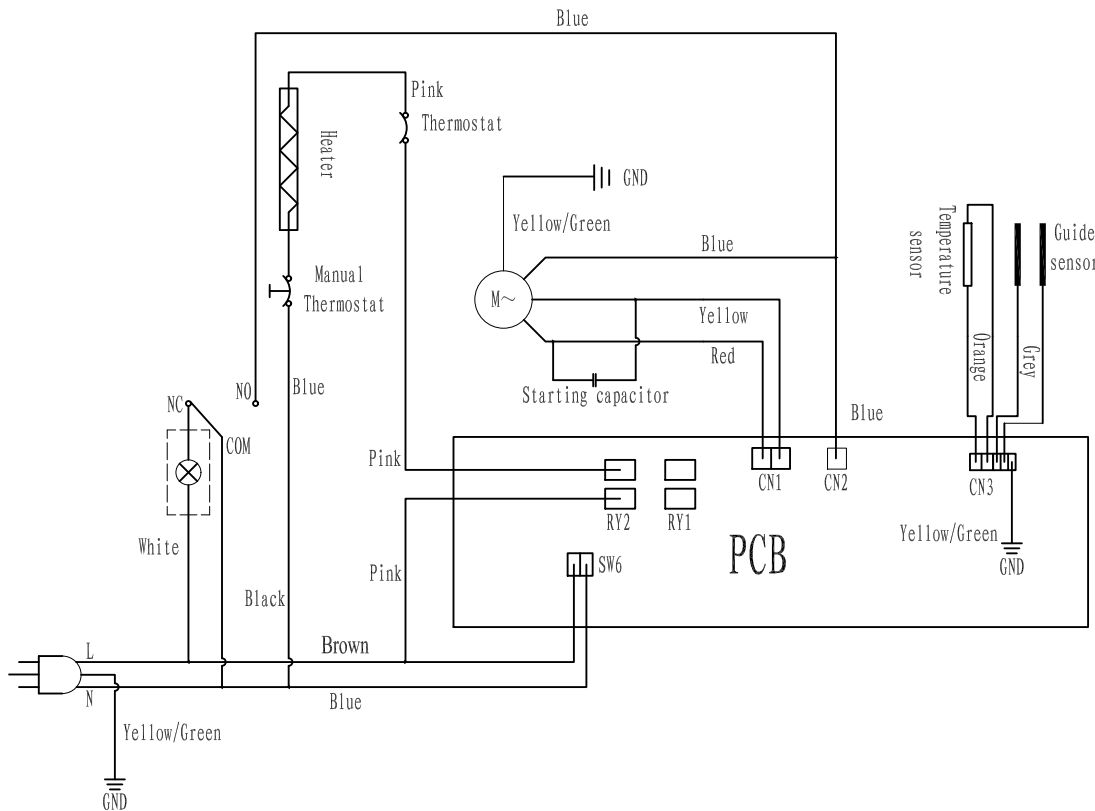 Blue
Pink
Thermostat
Heater
GND
Yellow/Green
Blue
Temperature
sensor
Guide
sensor
Manual
Thermostat
M~
Yellow
Red
Orange
Grey
NO
Blue
Starting capacitor
NC
COM
Blue
Pink
CN1
CN2
CN3
RY2
RY1
Yellow/Green
White
PCB
SW6
GND
Pink
Black
L
Brown
N
Blue
Yellow/Green
GND